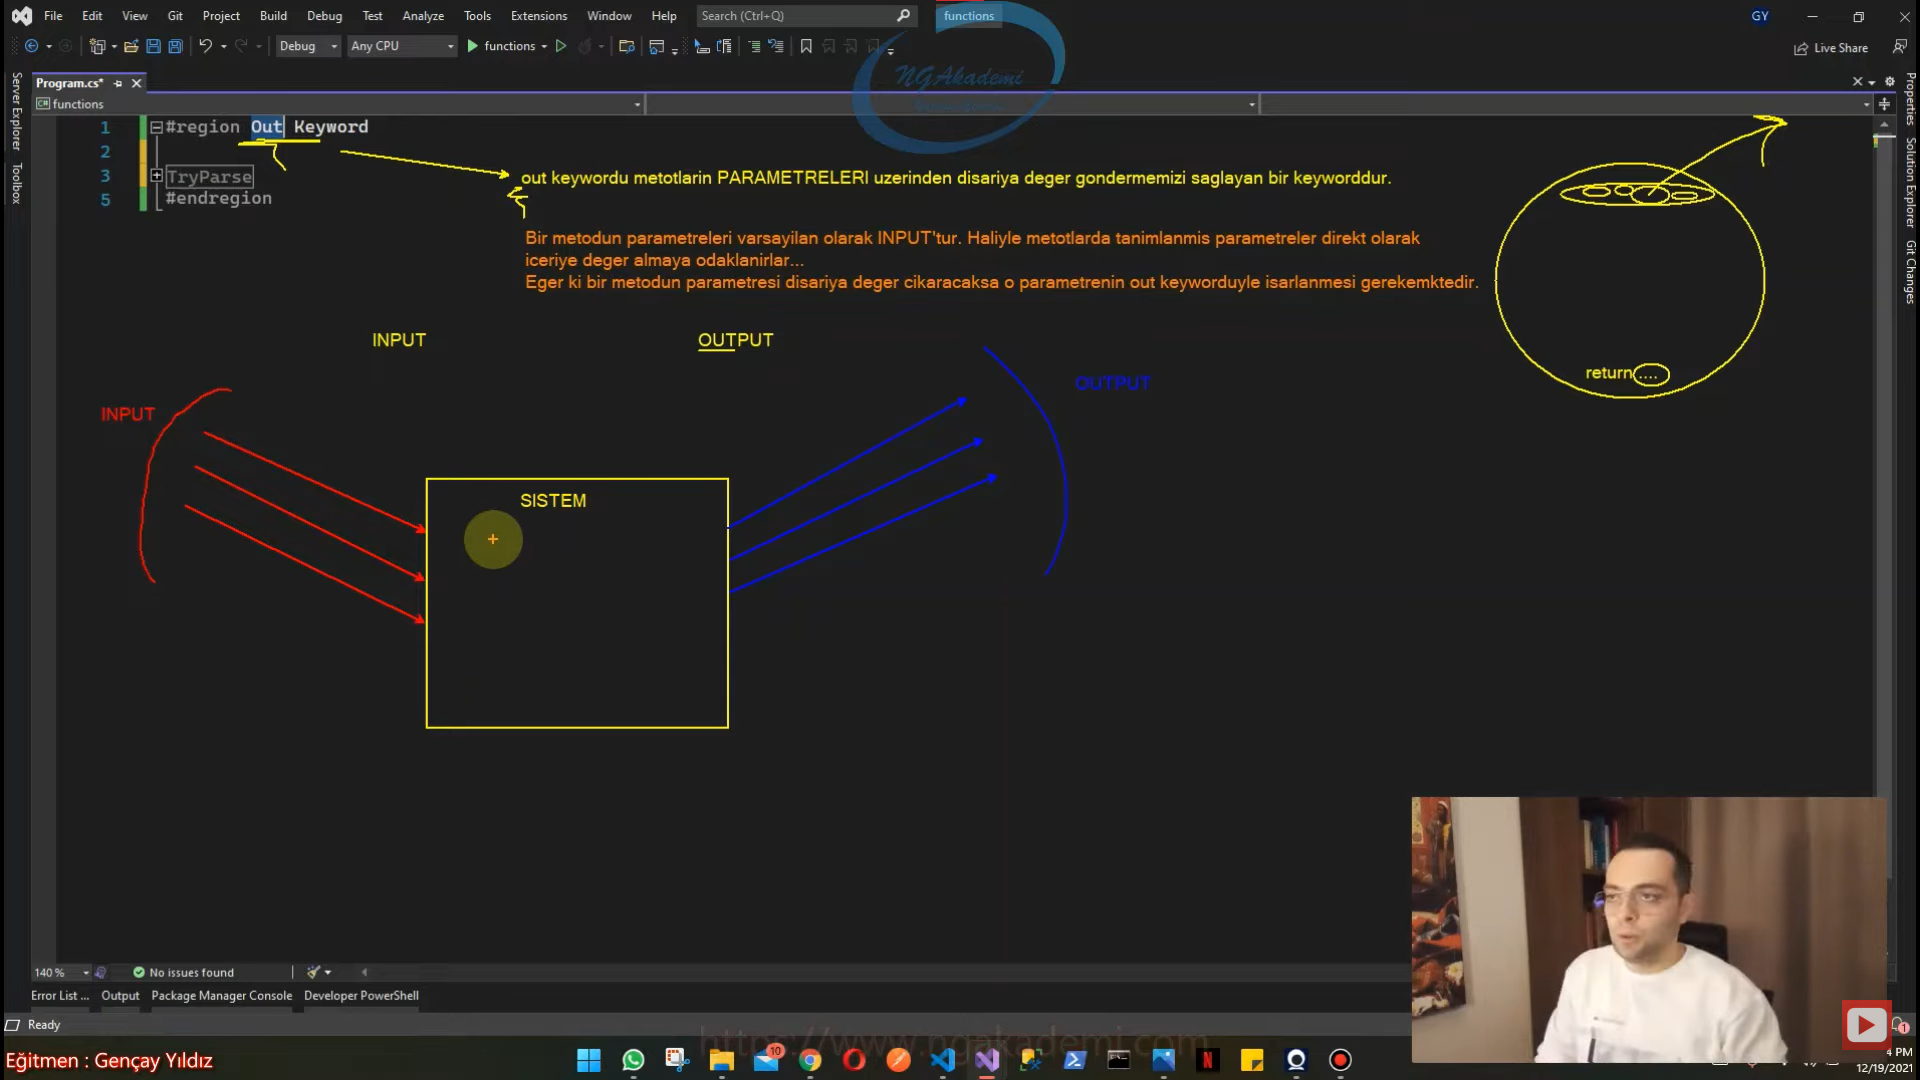 File Edit View Git Project Build Debug Test Analyze Tools Extensions Window Help Search (Ctrl+Q) functions GY
Debug Any CPU functions Live Share
Program.cs*
functions
NGAkademi
Server Explorer
Toolbox
Properties
Solution Explorer
Git Changes
1 #region Out Keyword
2
3 TryParse
5 #endregion
out keywordu metotlarin PARAMETRELERI uzerinden disariya deger gondermemizi saglayan bir keyworddur.
Bir metodun parametreleri varsayilan olarak INPUT'tur. Haliyle metotlarda tanimlanmis parametreler direkt olarak
iceriye deger almaya odaklanirlar...
Eger ki bir metodun parametresi disariya deger cikaracaksa o parametrenin out keyworduyle isarlanmesi gerekemktedir.
INPUT OUTPUT
return ....
INPUT
OUTPUT
SISTEM
140 % No issues found
Error List ... Output Package Manager Console Developer PowerShell
Ready
1
https://www.ngakademi.com
Eğitmen : Gençay Yıldız
10
4 PM
12/19/2021